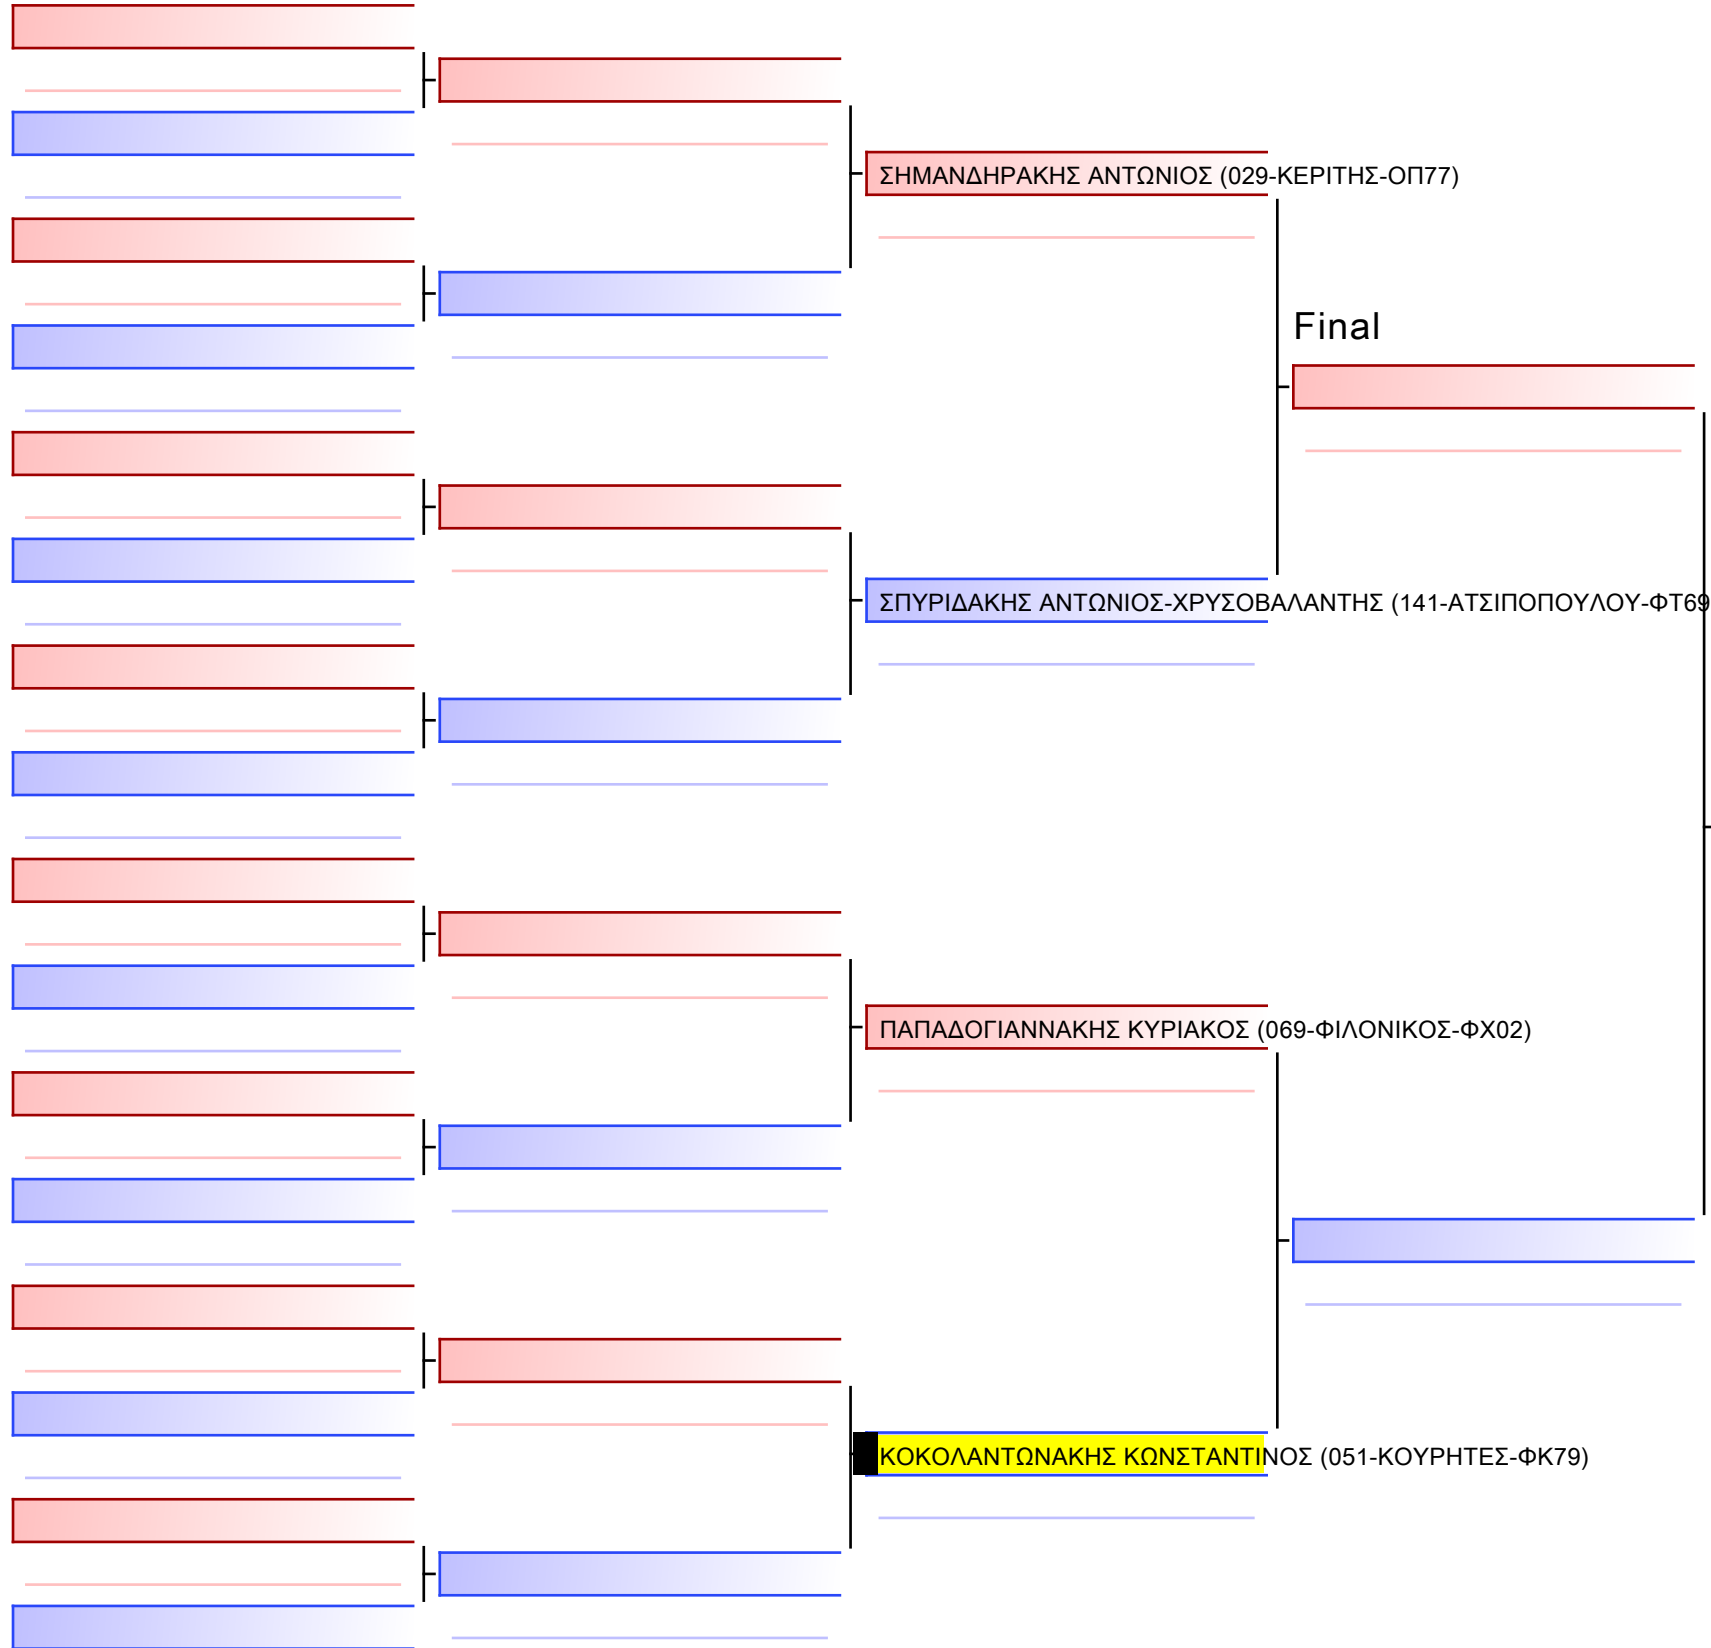 ΣΗΜΑΝΔΗΡΑΚΗΣ ΑΝΤΩΝΙΟΣ (029-ΚΕΡΙΤΗΣ-ΟΠ77)
Final
ΣΠΥΡΙΔΑΚΗΣ ΑΝΤΩΝΙΟΣ-ΧΡΥΣΟΒΑΛΑΝΤΗΣ (141-ΑΤΣΙΠΟΠΟΥΛΟΥ-ΦΤ69
ΠΑΠΑΔΟΓΙΑΝΝΑΚΗΣ ΚΥΡΙΑΚΟΣ (069-ΦΙΛΟΝΙΚΟΣ-ΦΧ02)
ΚΟΚΟΛΑΝΤΩΝΑΚΗΣ ΚΩΝΣΤΑΝΤΙΝΟΣ (051-ΚΟΥΡΗΤΕΣ-ΦΚ79)